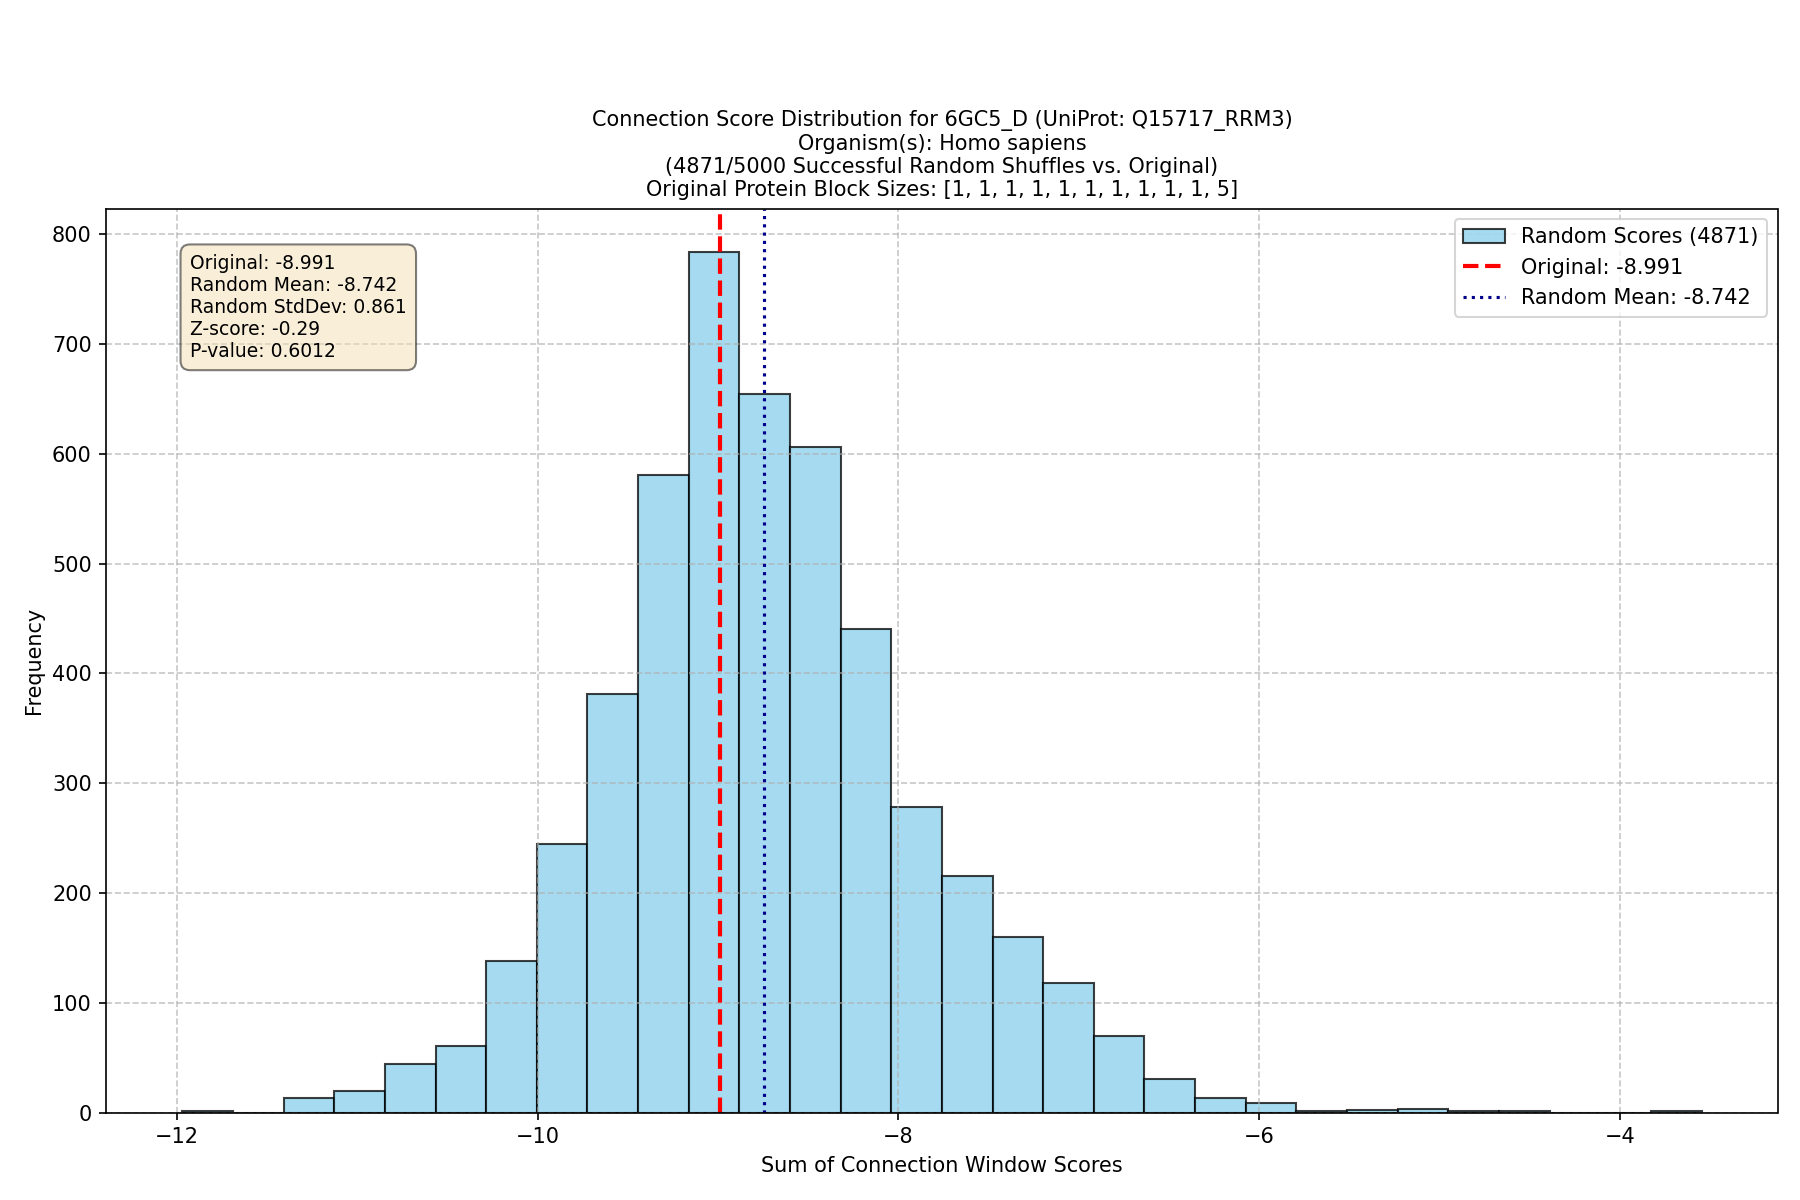 Connection Score Distribution for 6GC5_D (UniProt: Q15717_RRM3)
Organism(s): Homo sapiens
(4871/5000 Successful Random Shuffles vs. Original)
Original Protein Block Sizes: [1, 1, 1, 1, 1, 1, 1, 1, 1, 1, 5]
Original: -8.991
Random Mean: -8.742
Random StdDev: 0.861
Z-score: -0.29
P-value: 0.6012
Random Scores (4871)
Original: -8.991
Random Mean: -8.742
Frequency
800
700
600
500
400
300
200
100
0
−12
−10
−8
−6
−4
Sum of Connection Window Scores